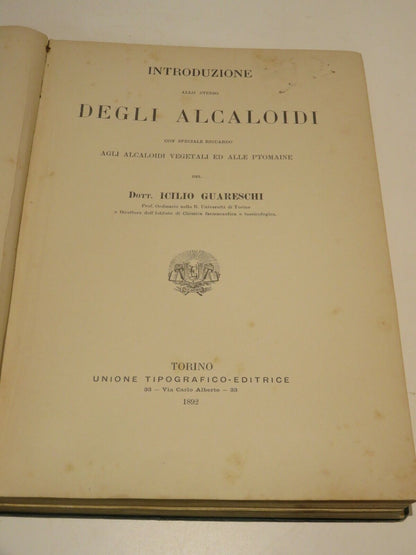 INTRODUZIONE
ALLO STUDIO
DEGLI ALCALOIDI
CON SPECIALE RIGUARDO
AGLI ALCALOIDI VEGETALI ED ALLE PTOMAINE
DEL
DOTT. ICILIO GUARESCHI
Prof. Ordinario nella R. Università di Torino
e Direttore dell'Istituto di Chimica farmaceutica e tossicologica.
TORINO
UNIONE TIPOGRAFICO-EDITRICE
33 — Via Carlo Alberto — 33
1892